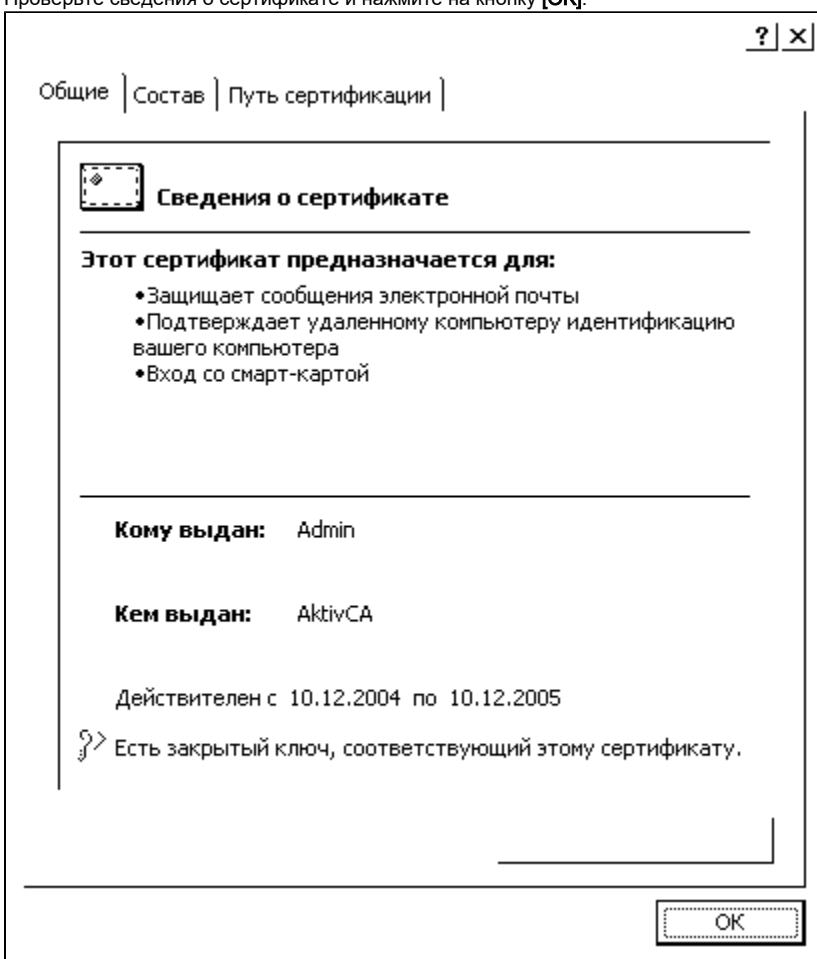 Проверьте сведения о сертификате и нажмите на кнопку [OK].
? ×
Общие Состав Путь сертификации
Сведения о сертификате
Этот сертификат предназначается для:
•Защищает сообщения электронной почты
•Подтверждает удаленному компьютеру идентификацию
вашего компьютера
•Вход со смарт-картой
Кому выдан: Admin
Кем выдан: AktivCA
Действителен с 10.12.2004 по 10.12.2005
Есть закрытый ключ, соответствующий этому сертификату.
OK